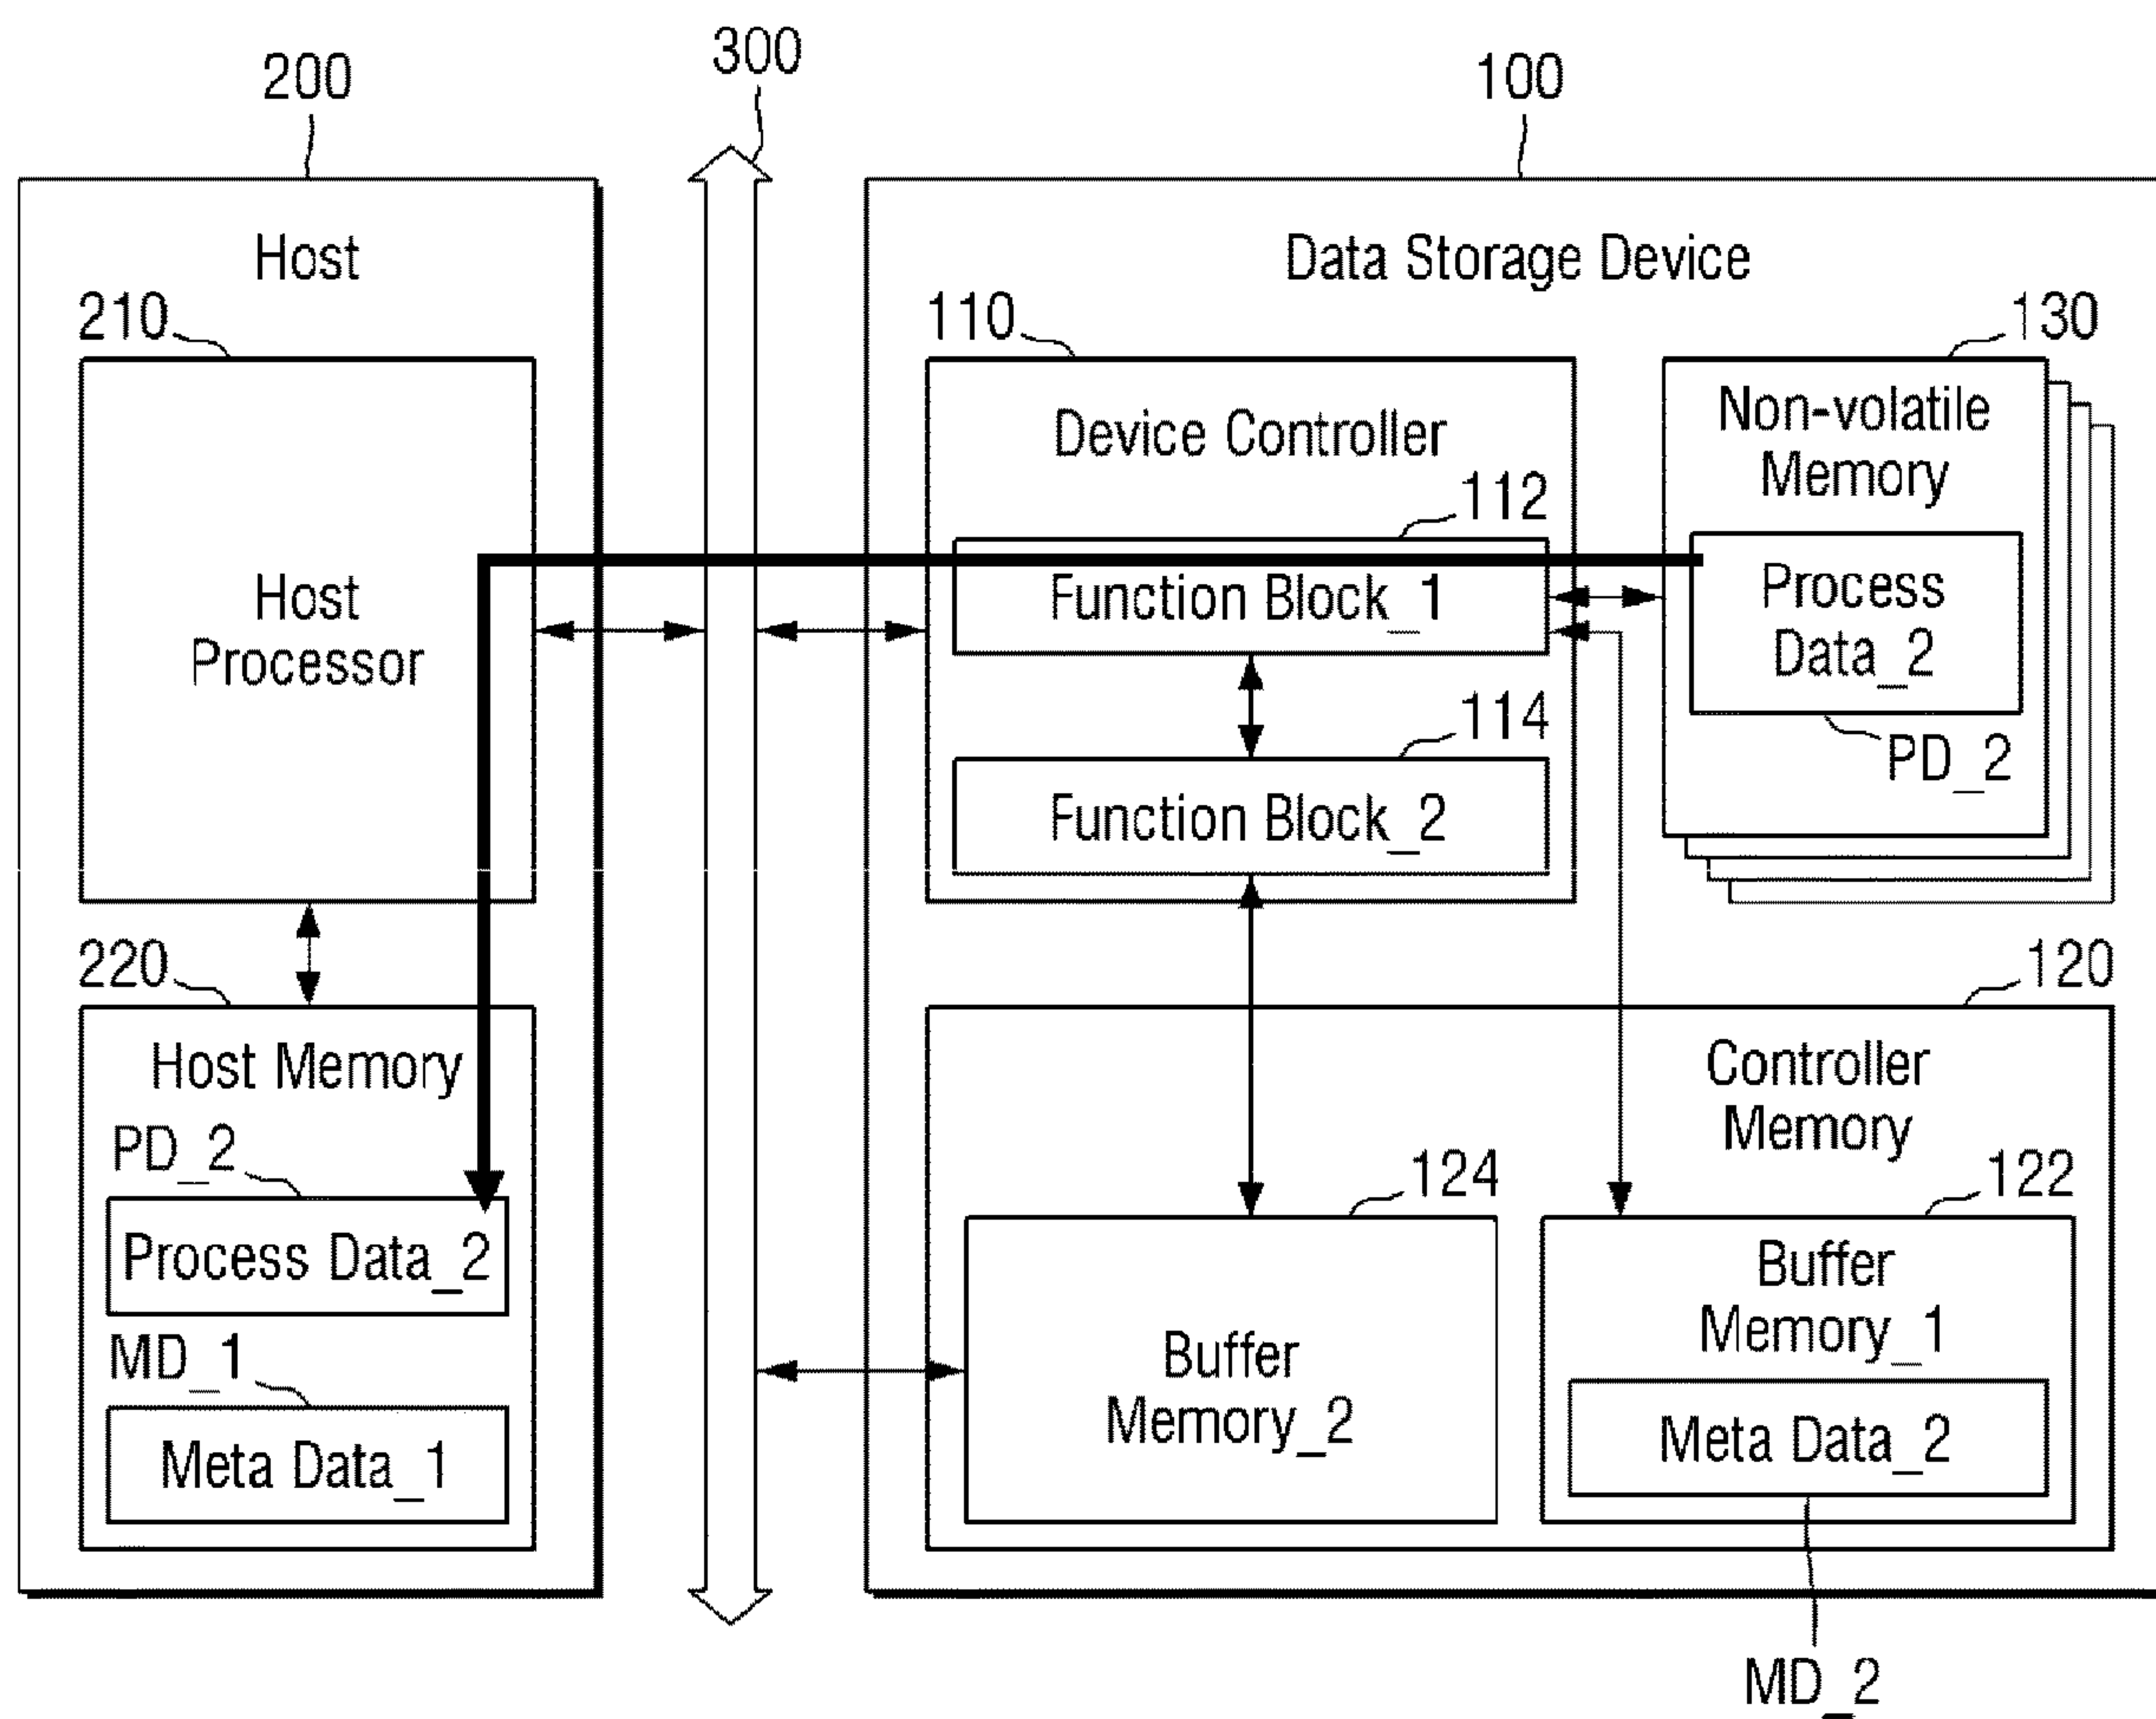 300
200
100
Host
Data Storage Device
210
110
130
Device Controller
Non-volatile
Memory
112
Host
Processor
Function Block_1
Process
Data_2
114
PD_2
Function Block_2
220
120
Host Memory
Controller
Memory
PD_2
124
122
Process Data_2
Buffer
Memory_1
MD_1
Buffer
Memory_2
Meta Data_1
Meta Data_2
MD_2